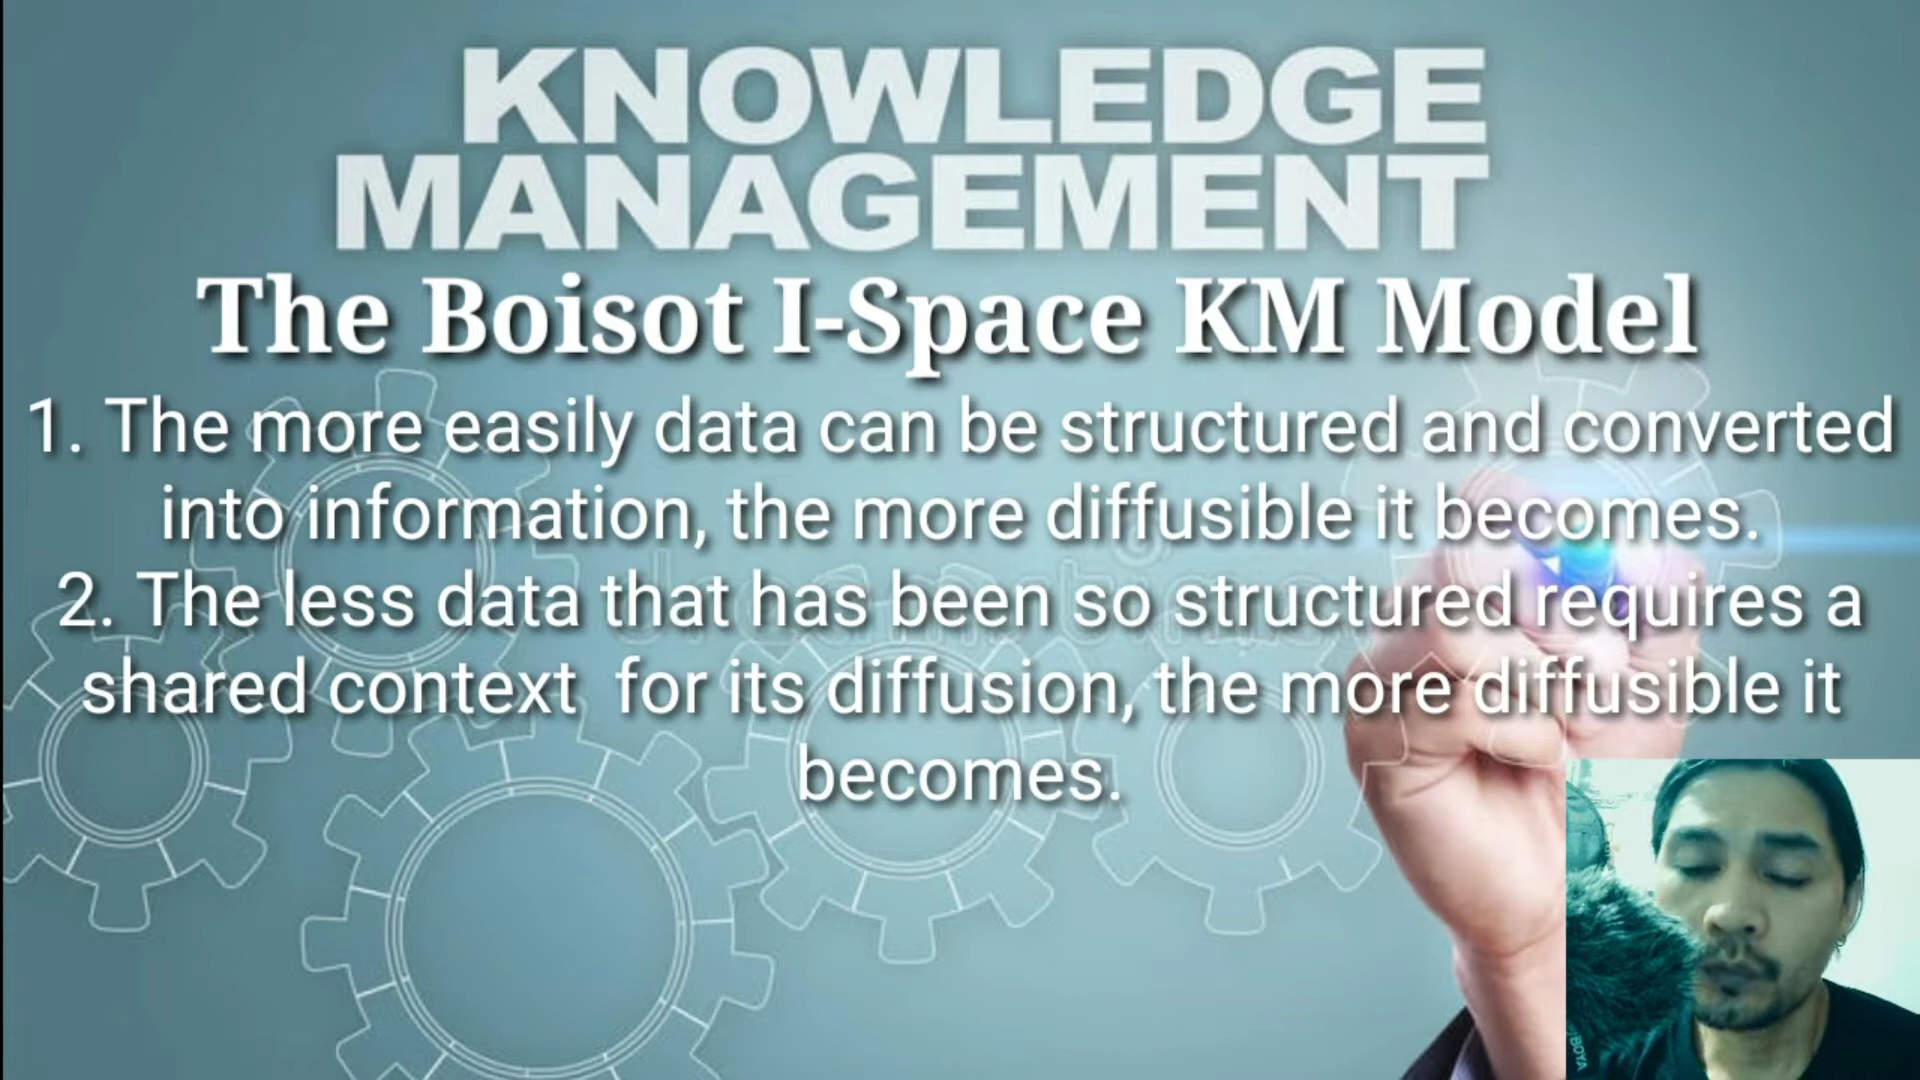 KNOWLEDGE
MANAGEMENT
The Boisot I-Space KM Model
1. The more easily data can be structured and converted
into information, the more diffusible it becomes.
2. The less data that has been so structured requires a
shared context  for its diffusion, the more diffusible it
becomes.
BOYA